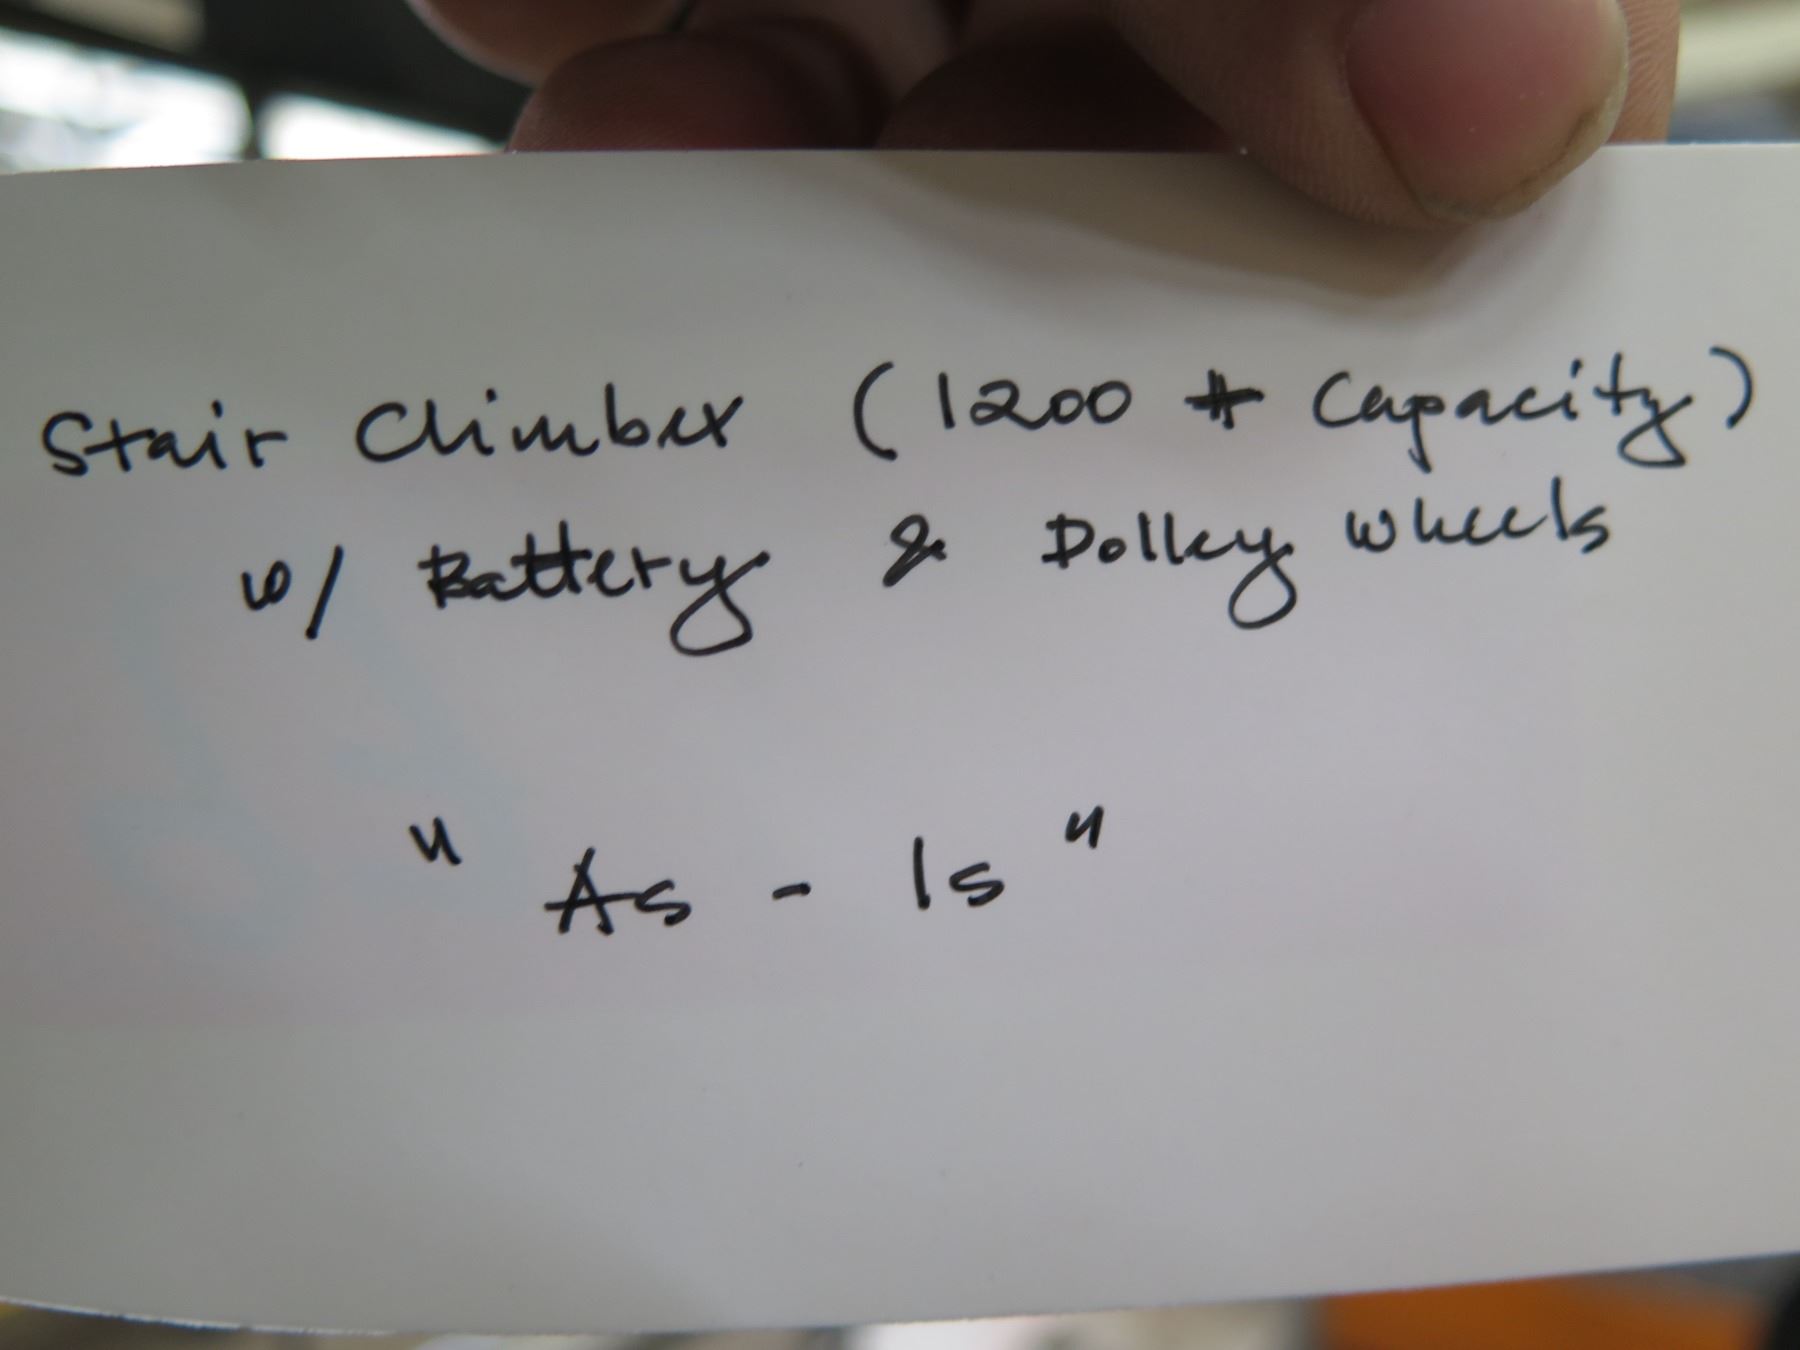 Stair Climber (1200 # Capacity)
w/ Battery & Dolley Wheels
"As - Is"